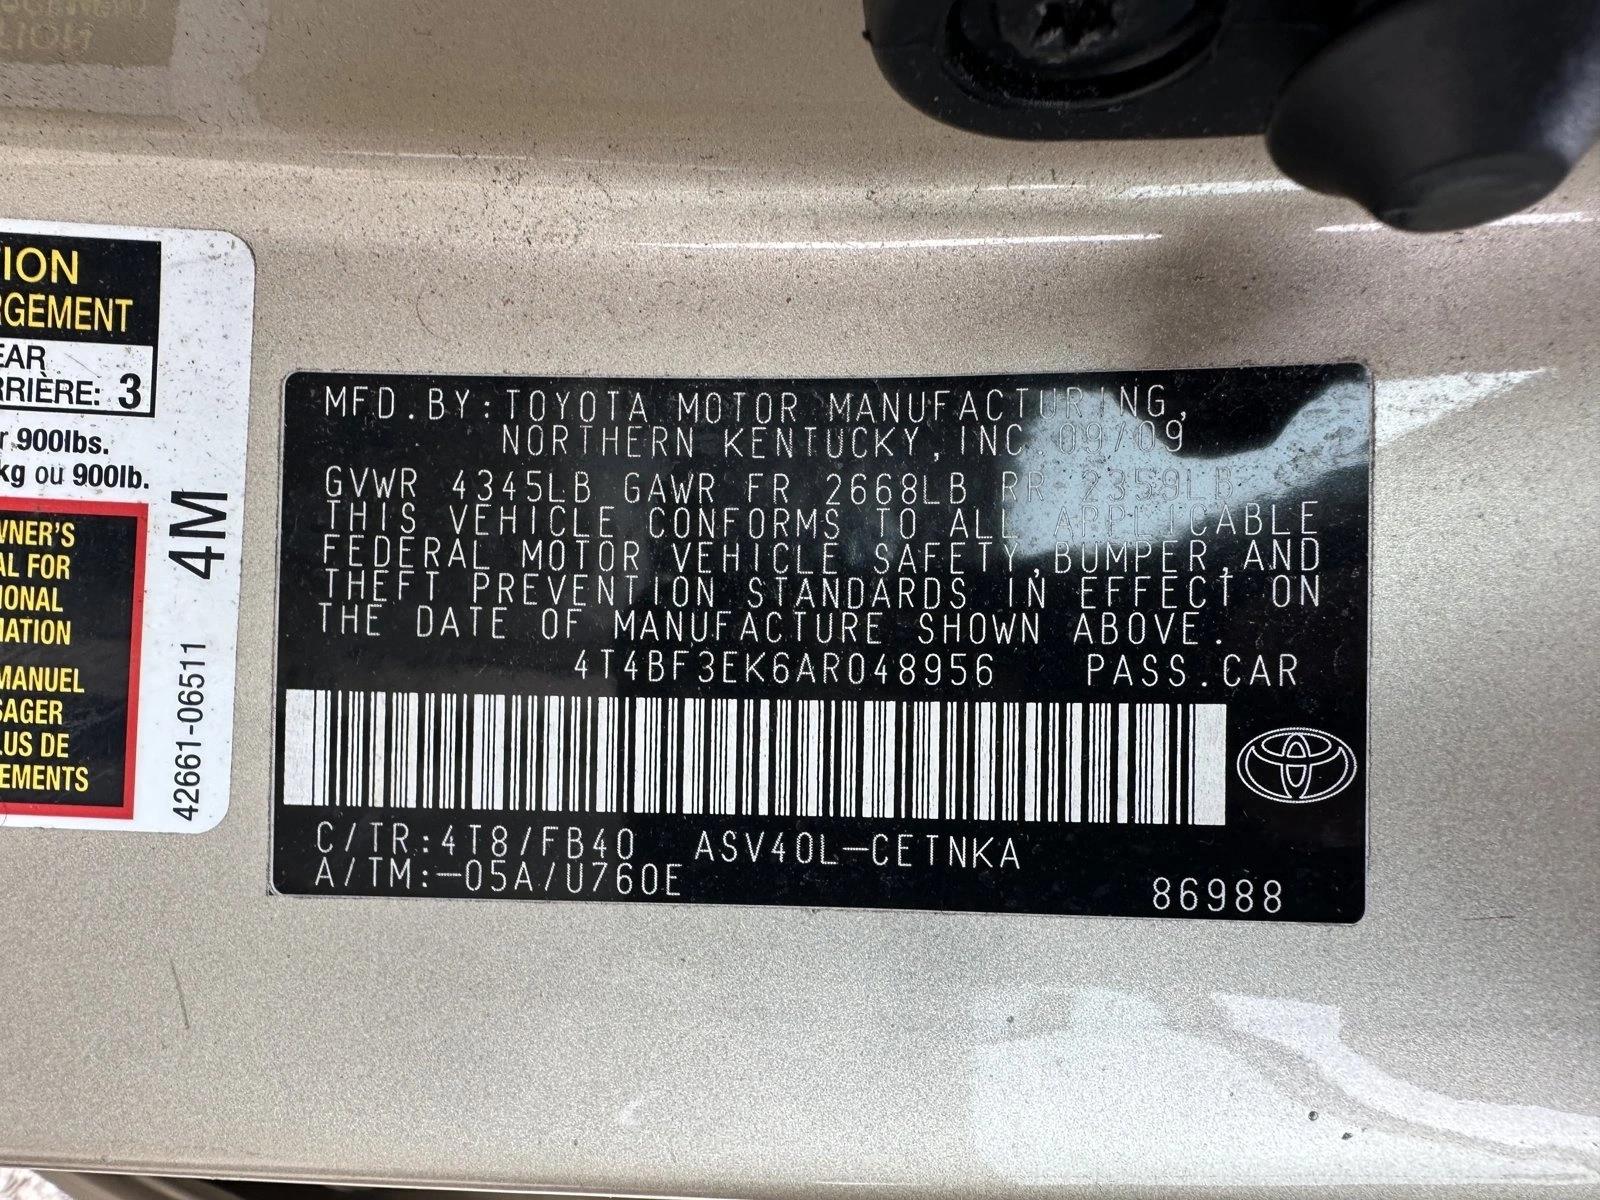 ION
RGEMENT
EAR
RRIÈRE: 3
r 900lbs.
kg ou 900lb.
WNER'S
AL FOR
IONAL
MATION
MANUEL
SAGER
LUS DE
EMENTS
4M
42661-06511
MFD.BY:TOYOTA MOTOR MANUFACTURING,
NORTHERN KENTUCKY,INC.09/09
GVWR 4345LB GAWR FR 2668LB RR 2359LB
THIS VEHICLE CONFORMS TO ALL APPLICABLE
FEDERAL MOTOR VEHICLE SAFETY,BUMPER,AND
THEFT PREVENTION STANDARDS IN EFFECT ON
THE DATE OF MANUFACTURE SHOWN ABOVE.
4T4BF3EK6AR048956 PASS.CAR
C/TR:4T8/FB40 ASV40L-CETNKA
A/TM:-05A/U760E
86988